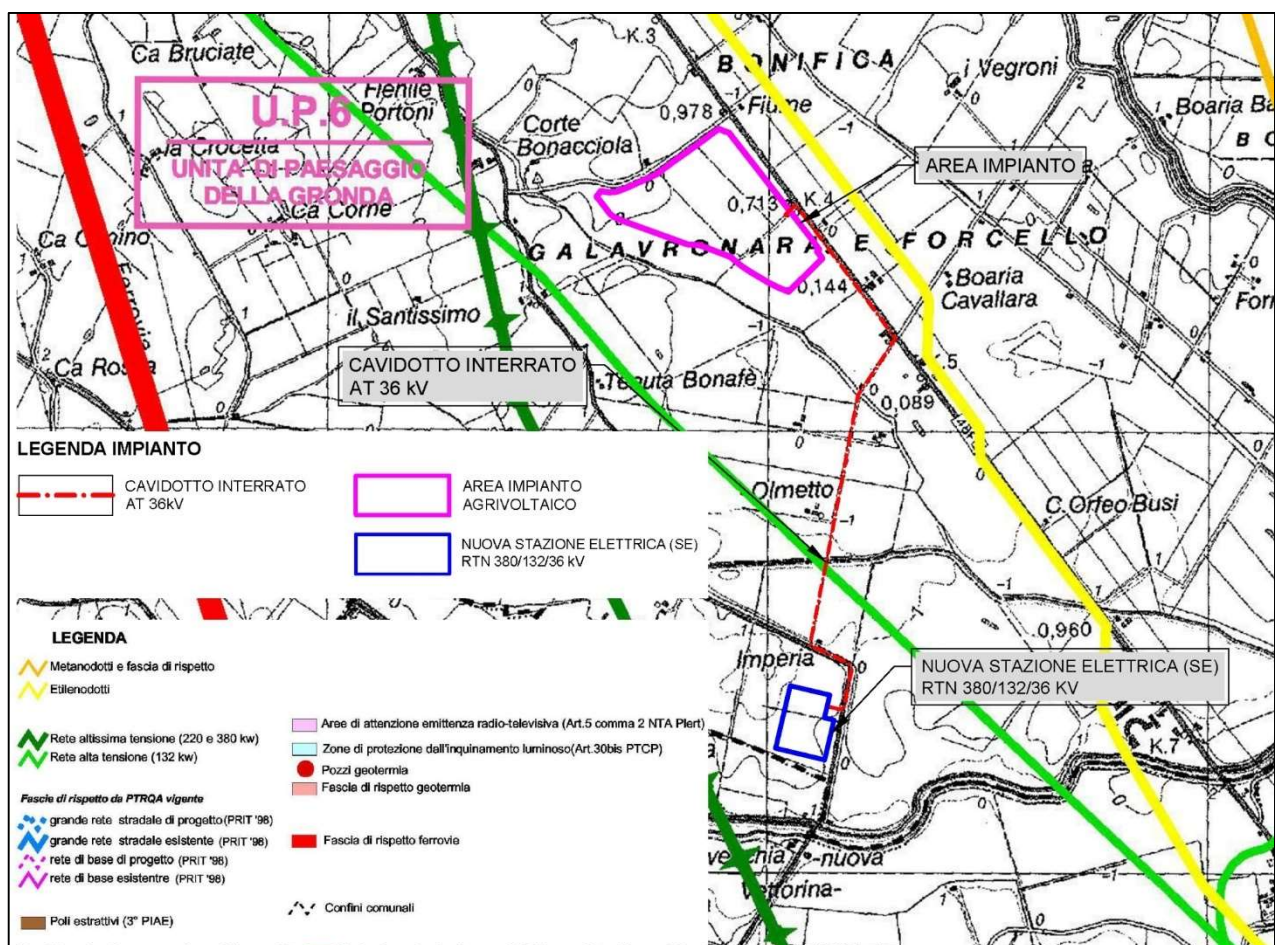 Ca Bruciate
K.3
BONIFICA
i Vegroni
Fienile
Portoni
U.P.6
0,978
Fiume
Boaria
la Crocetta
Corte
Bonacciola
UNITA' DI PAESAGGIO
DELLA GRONDA
AREA IMPIANTO
Ca Corne
0,713
K.4
GALAVRONARA E FORCELLO
0,144
Boaria
Cavallara
Ferrovia
il Santissimo
CAVIDOTTO INTERRATO
AT 36 kV
K.5
Tenuta Bonafè
0,089
LEGENDA IMPIANTO
CAVIDOTTO INTERRATO
AT 36kV
AREA IMPIANTO
AGRIVOLTAICO
NUOVA STAZIONE ELETTRICA (SE)
RTN 380/132/36 kV
Olmetto
C. Orfeo Busi
0,960
Imperia
NUOVA STAZIONE ELETTRICA (SE)
RTN 380/132/36 KV
K.7
LEGENDA
Metanodotti e fascia di rispetto
Etilenodotti
Rete altissima tensione (220 e 380 kw)
Rete alta tensione (132 kw)
Fascie di rispetto da PTRQA vigente
grande rete stradale di progetto (PRIT '98)
grande rete stradale esistente (PRIT '98)
rete di base di progetto (PRIT '98)
rete di base esistentre (PRIT '98)
Poli estrattivi (3° PIAE)
Aree di attenzione emittenza radio-televisiva (Art.5 comma 2 NTA Plert)
Zone di protezione dall'inquinamento luminoso(Art.30bis PTCP)
Pozzi geotermia
Fascia di rispetto geotermia
Fascia di rispetto ferrovie
Confini comunali
-nuova
Vettorina-